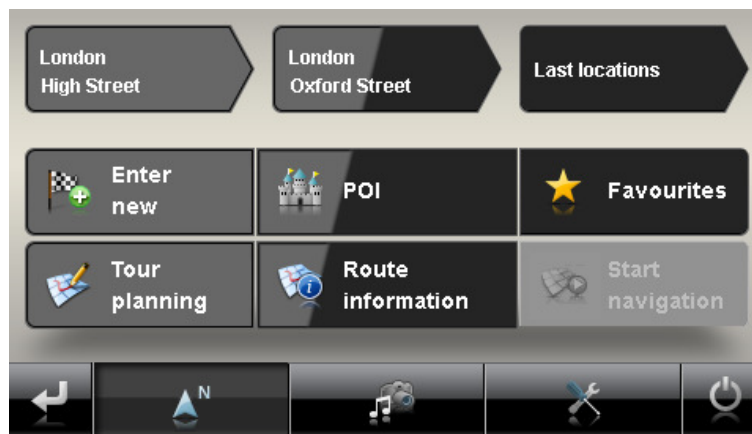 London
High Street
London
Oxford Street
Last locations
Enter
new
POI
Favourites
Tour
planning
i
Route
information
Start
navigation
N